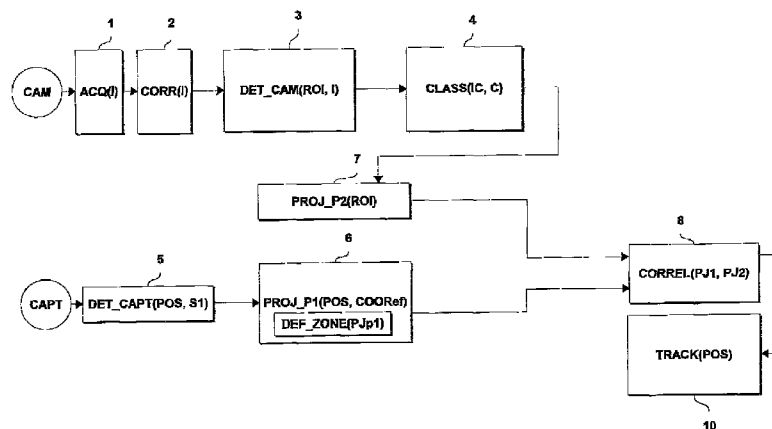 1
2
3
4
CAM
ACQ(I)
CORR(I)
DET_CAM(ROI, I)
CLASS(IC, C)
7
PROJ_P2(ROI)
5
6
8
CAPT
DET_CAPT(POS, S1)
PROJ_P1(POS, COORef)
DEF_ZONE(PJp1)
CORREL(PJ1, PJ2)
TRACK(POS)
10